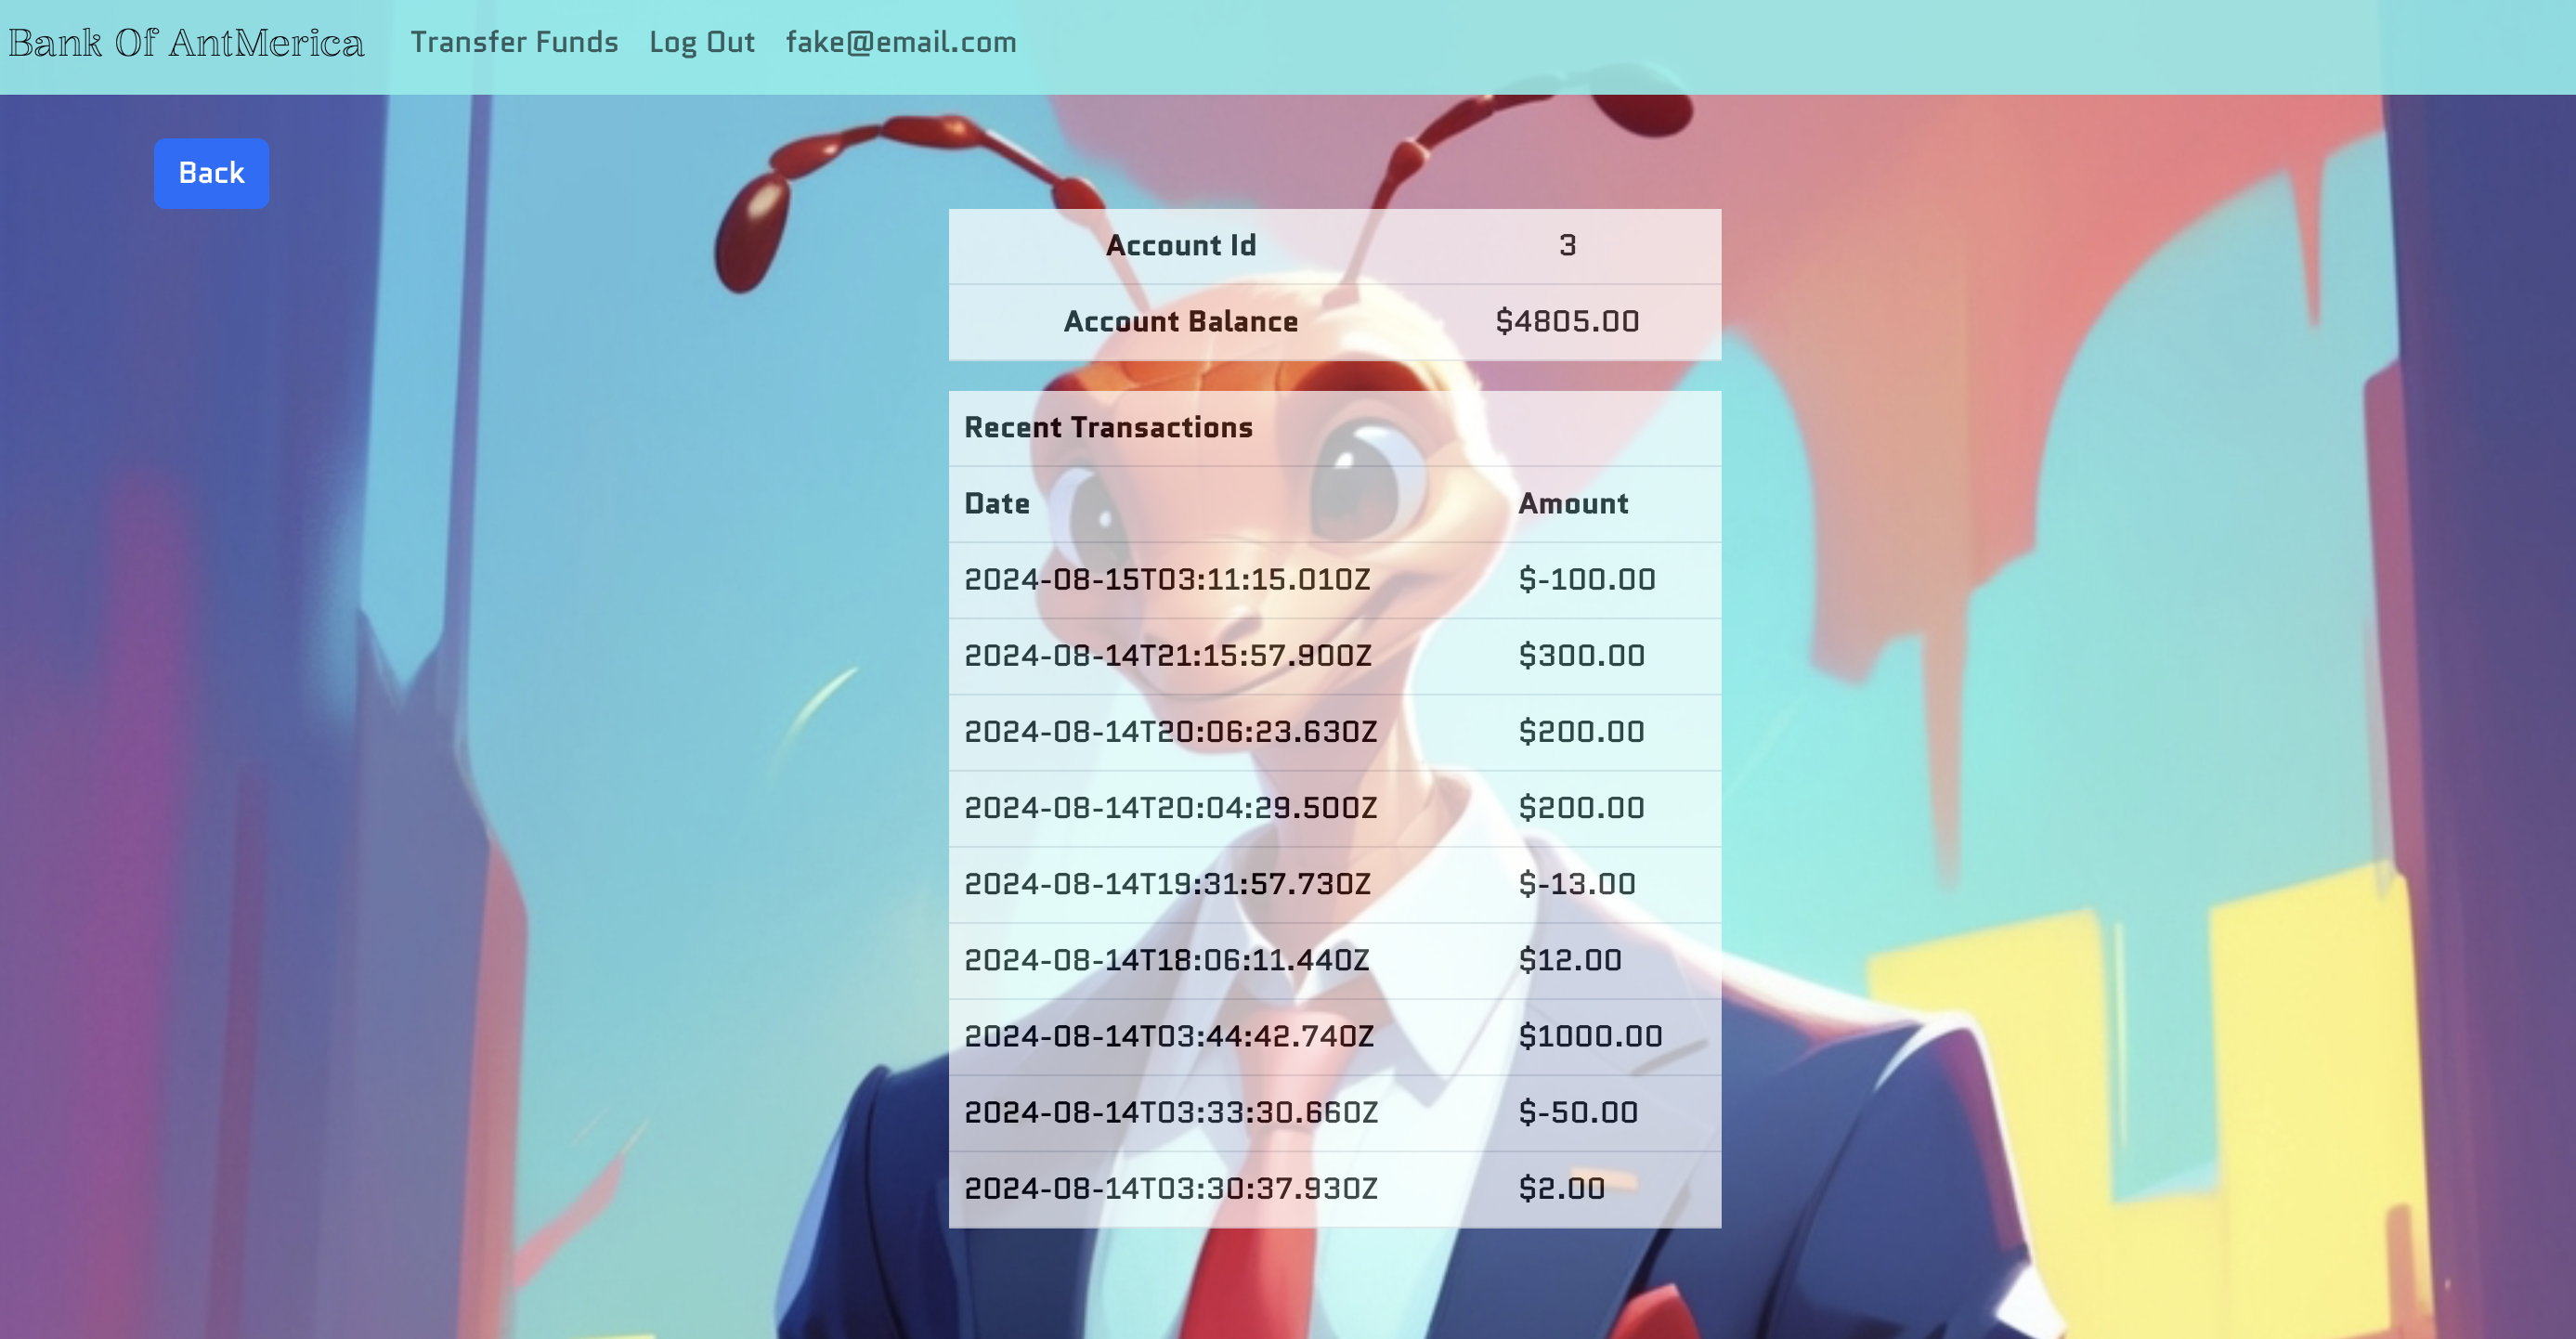 Bank Of AntMerica Transfer Funds Log Out fake@email.com
Back
Account Id 3
Account Balance $4805.00
Recent Transactions
Date Amount
2024-08-15T03:11:15.010Z $-100.00
2024-08-14T21:15:57.900Z $300.00
2024-08-14T20:06:23.630Z $200.00
2024-08-14T20:04:29.500Z $200.00
2024-08-14T19:31:57.730Z $-13.00
2024-08-14T18:06:11.440Z $12.00
2024-08-14T03:44:42.740Z $1000.00
2024-08-14T03:33:30.660Z $-50.00
2024-08-14T03:30:37.930Z $2.00